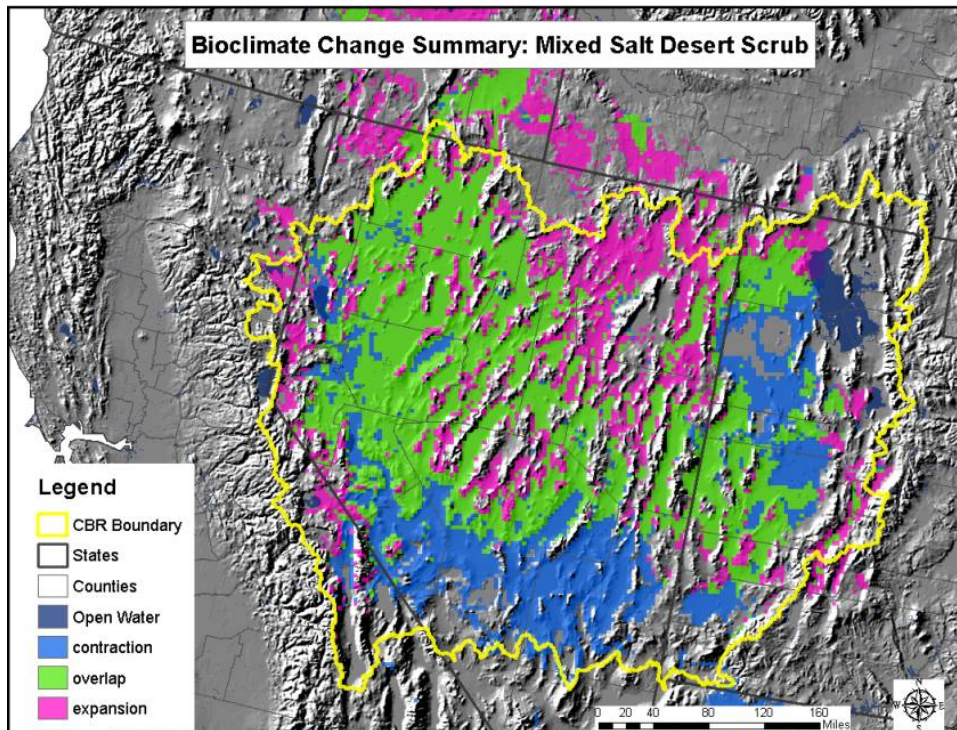 Bioclimate Change Summary: Mixed Salt Desert Scrub
Legend
CBR Boundary
States
Counties
Open Water
contraction
overlap
expansion
0 20 40 80 120 160
Miles
N
W E
S